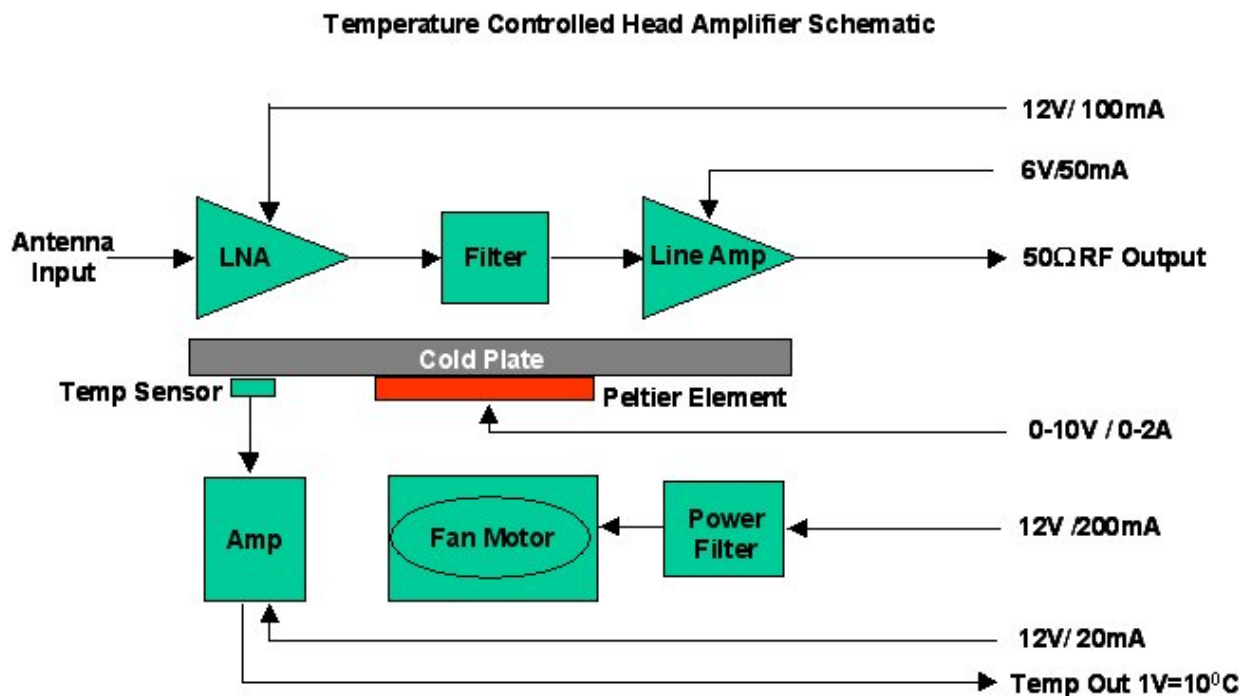 Temperature Controlled Head Amplifier Schematic
12V/ 100mA
6V/50mA
Antenna
Input
LNA
Filter
Line Amp
50Ω RF Output
Cold Plate
Temp Sensor
Peltier Element
0-10V / 0-2A
Amp
Fan Motor
Power
Filter
12V /200mA
12V/ 20mA
Temp Out 1V=10⁰C